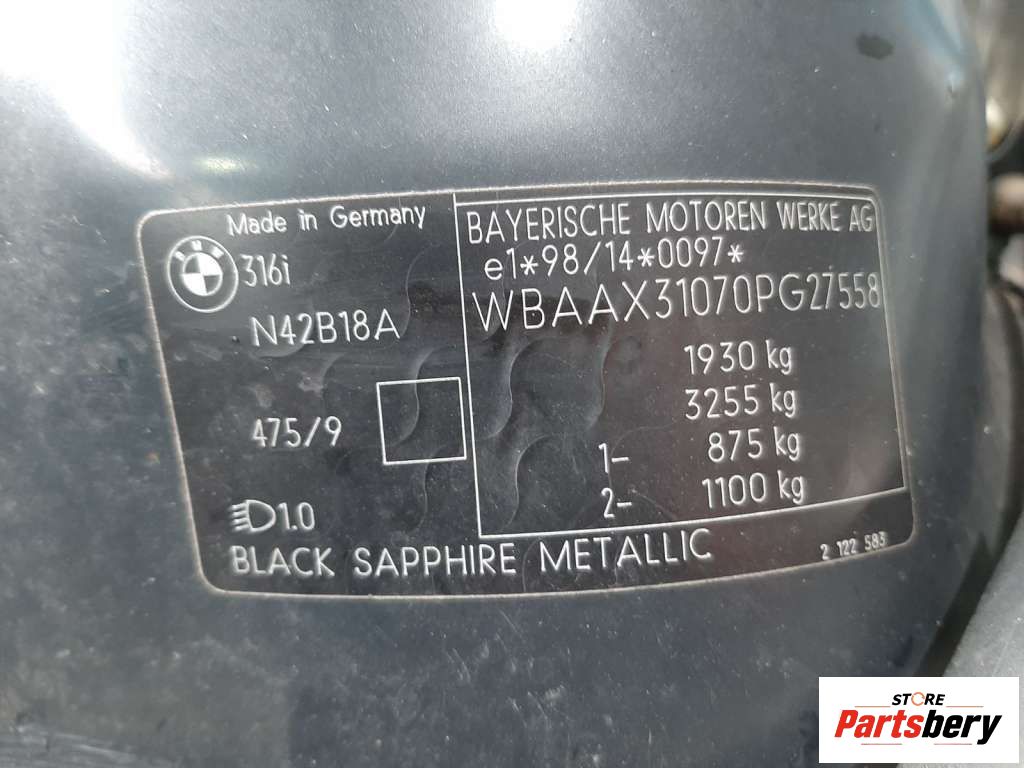 Made in Germany
316i
N42B18A
475/9
1.0
BLACK SAPPHIRE METALLIC
BAYERISCHE MOTOREN WERKE AG
e1*98/14*0097*
WBAAX31070PG27558
1930 kg
3255 kg
1- 875 kg
2- 1100 kg
2 122 583
STORE
Partsbery